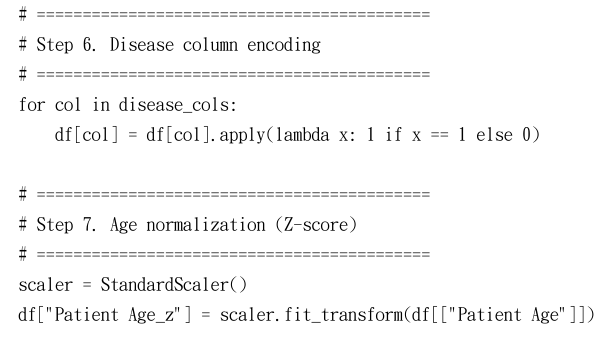 # ===========================================
# Step 6. Disease column encoding
# ===========================================
for col in disease_cols:
    df[col] = df[col].apply(lambda x: 1 if x == 1 else 0)
# ===========================================
# Step 7. Age normalization (Z-score)
# ===========================================
scaler = StandardScaler()
df["Patient Age_z"] = scaler.fit_transform(df[["Patient Age"]])